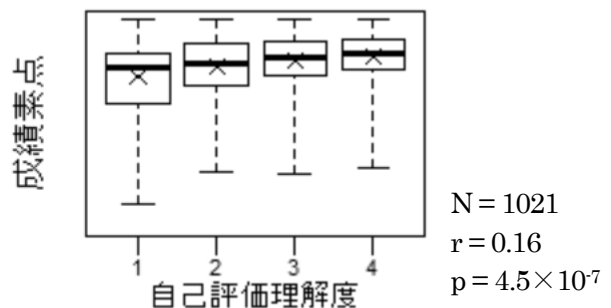 成績素点
1 2 3 4
自己評価理解度
N = 1021
r = 0.16
p = 4.5×10⁻⁷